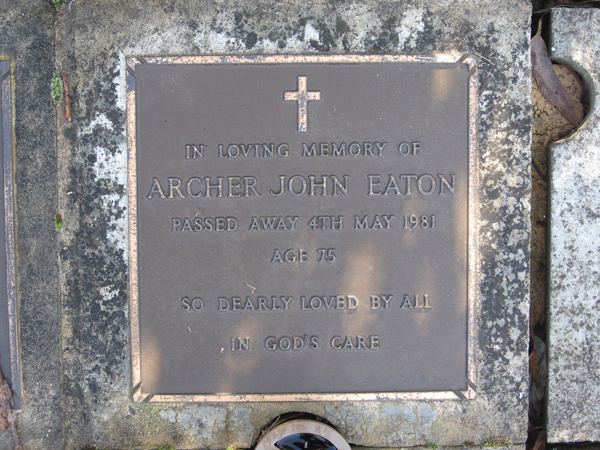 IN LOVING MEMORY OF
ARCHER JOHN EATON
PASSED AWAY 4TH MAY 1981
AGE 75
SO DEARLY LOVED BY ALL
IN GOD'S CARE